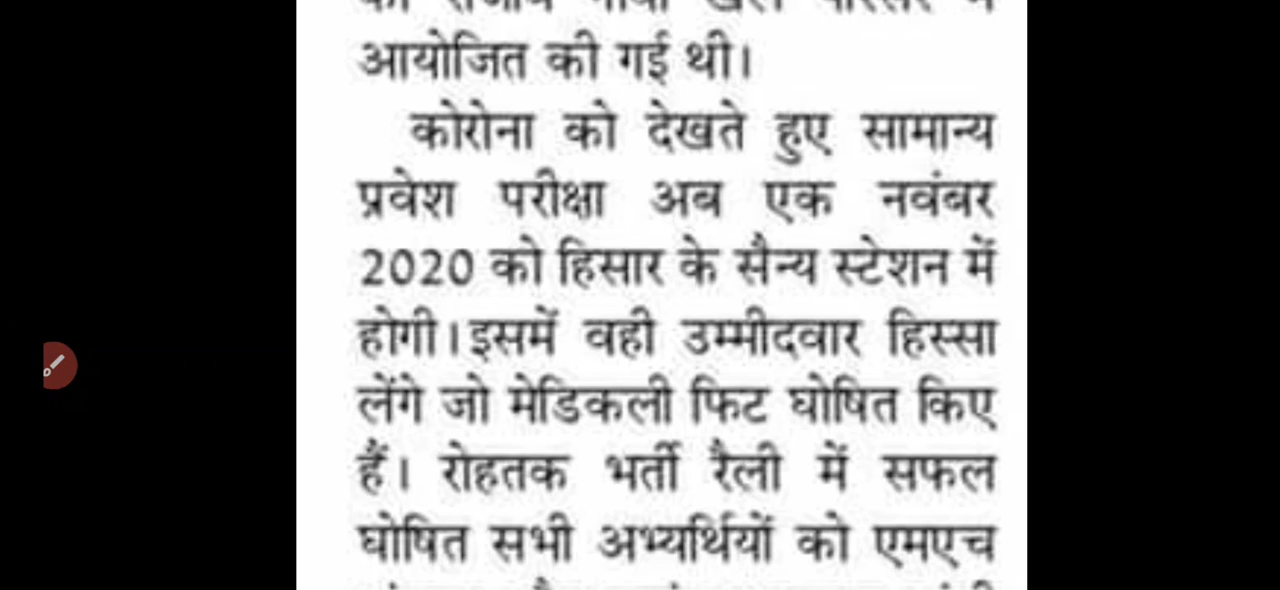 आयोजित की गई थी।
कोरोना को देखते हुए सामान्य
प्रवेश परीक्षा अब एक नवंबर
2020 को हिसार के सैन्य स्टेशन में
होगी। इसमें वही उम्मीदवार हिस्सा
लेंगे जो मेडिकली फिट घोषित किए
हैं। रोहतक भर्ती रैली में सफल
घोषित सभी अभ्यर्थियों को एमएच